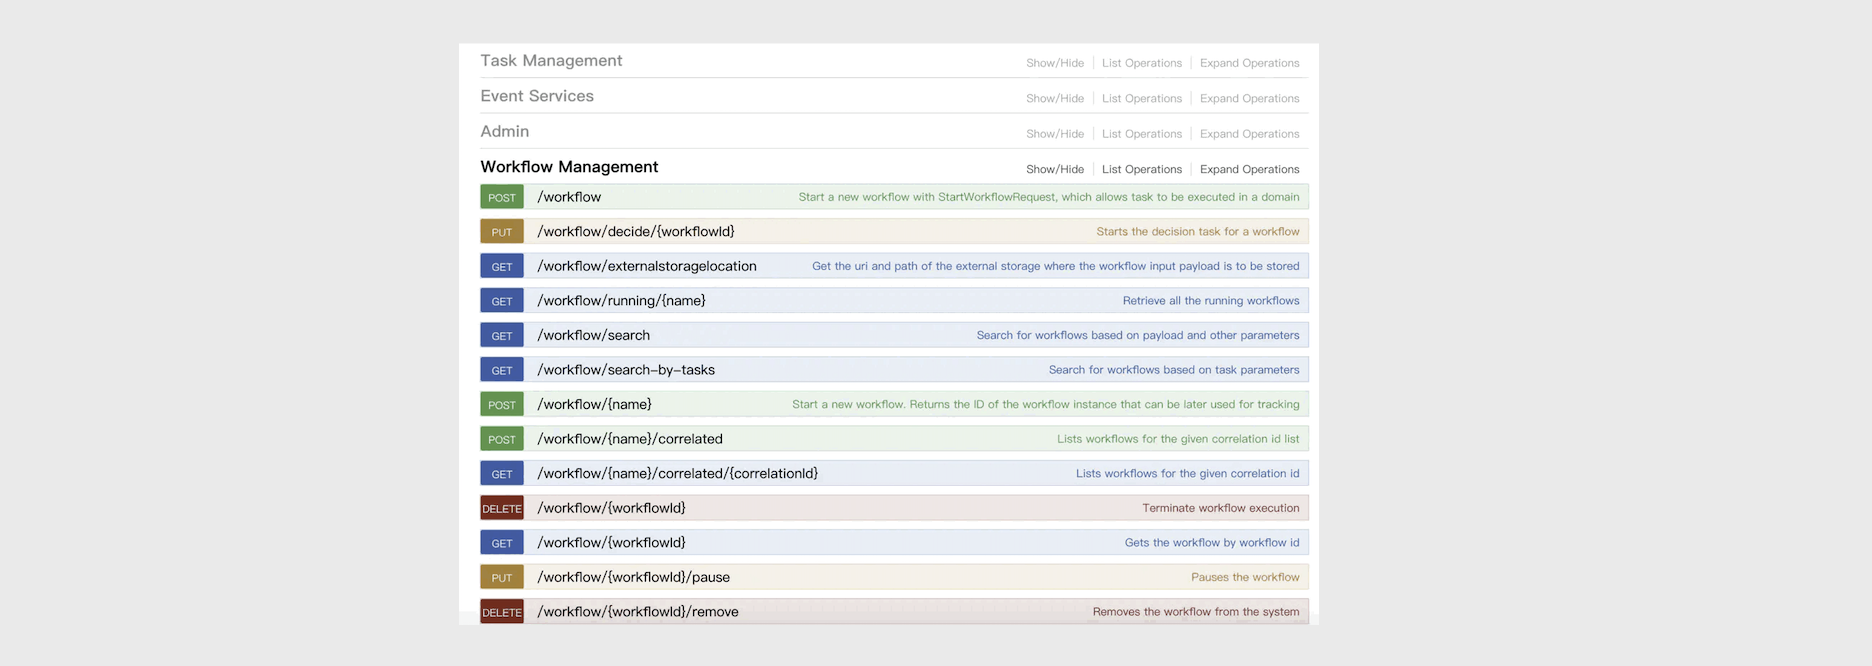 Task Management Show/Hide List Operations Expand Operations
Event Services Show/Hide List Operations Expand Operations
Admin Show/Hide List Operations Expand Operations
Workflow Management Show/Hide List Operations Expand Operations
POST /workflow Start a new workflow with StartWorkflowRequest, which allows task to be executed in a domain
PUT /workflow/decide/{workflowId} Starts the decision task for a workflow
GET /workflow/externalstoragelocation Get the uri and path of the external storage where the workflow input payload is to be stored
GET /workflow/running/{name} Retrieve all the running workflows
GET /workflow/search Search for workflows based on payload and other parameters
GET /workflow/search-by-tasks Search for workflows based on task parameters
POST /workflow/{name} Start a new workflow. Returns the ID of the workflow instance that can be later used for tracking
POST /workflow/{name}/correlated Lists workflows for the given correlation id list
GET /workflow/{name}/correlated/{correlationId} Lists workflows for the given correlation id
DELETE /workflow/{workflowId} Terminate workflow execution
GET /workflow/{workflowId} Gets the workflow by workflow id
PUT /workflow/{workflowId}/pause Pauses the workflow
DELETE /workflow/{workflowId}/remove Removes the workflow from the system